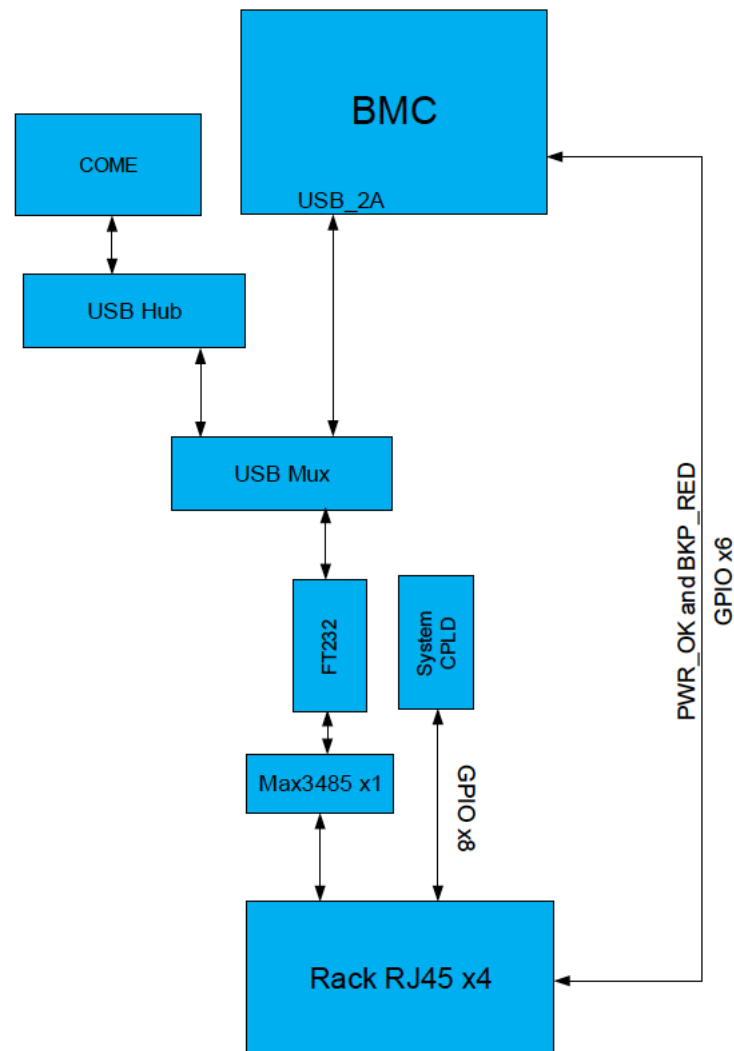 BMC
COME
USB_2A
USB Hub
USB Mux
FT232
System
CPLD
PWR_OK and BKP_RED
GPIO x6
Max3485 x1
GPIO x8
Rack RJ45 x4